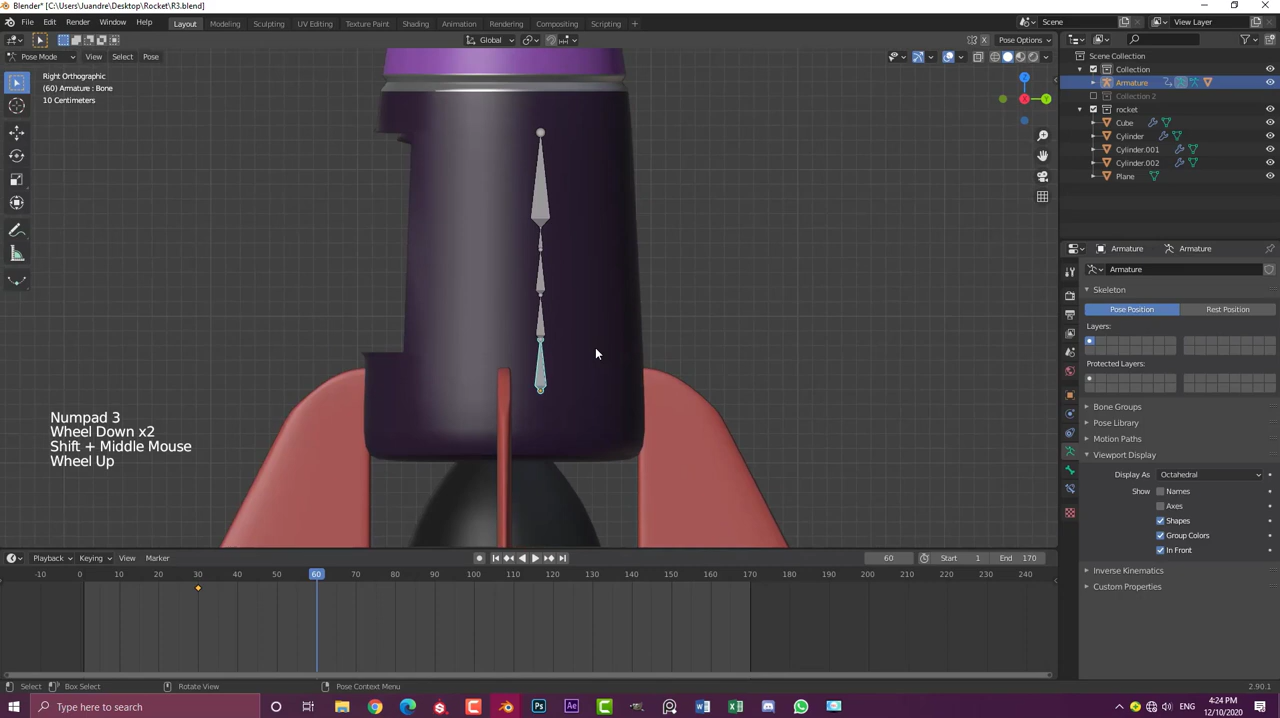 Blender* [C:\Users\Juandre\Desktop\Rocket\R3.blend]
File Edit Render Window Help
Layout Modeling Sculpting UV Editing Texture Paint Shading Animation Rendering Compositing Scripting
Scene View Layer
Global Pose Options
Pose Mode View Select Pose
Right Orthographic
(60) Armature : Bone
10 Centimeters
Z
X
Y
Numpad 3
Wheel Down x2
Shift + Middle Mouse
Wheel Up
Scene Collection
Collection
Armature
Collection 2
rocket
Cube
Cylinder
Cylinder.001
Cylinder.002
Plane
Armature Armature
Armature
Skeleton
Pose Position Rest Position
Layers:
Protected Layers:
Bone Groups
Pose Library
Motion Paths
Viewport Display
Display As Octahedral
Show Names
Axes
Shapes
Group Colors
In Front
Inverse Kinematics
Custom Properties
Playback Keying View Marker
60 Start 1 End 170
-10 0 10 20 30 40 50 60 70 80 90 100 110 120 130 140 150 160 170 180 190 200 210 220 230 240
Select Box Select Rotate View Pose Context Menu 2.90.1
Type here to search
4:24 PM
12/10/2020